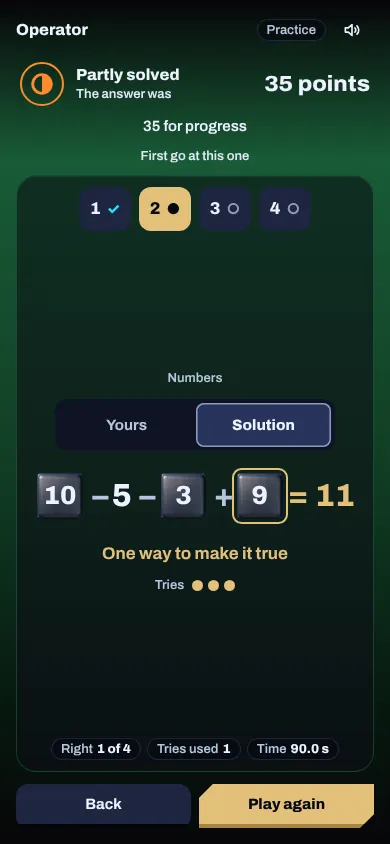 Operator
Practice
Partly solved
The answer was
35 points
35 for progress
First go at this one
1 2 3 4
Numbers
Yours
Solution
10 – 5 – 3 + 9 = 11
One way to make it true
Tries
Right 1 of 4
Tries used 1
Time 90.0 s
Back
Play again